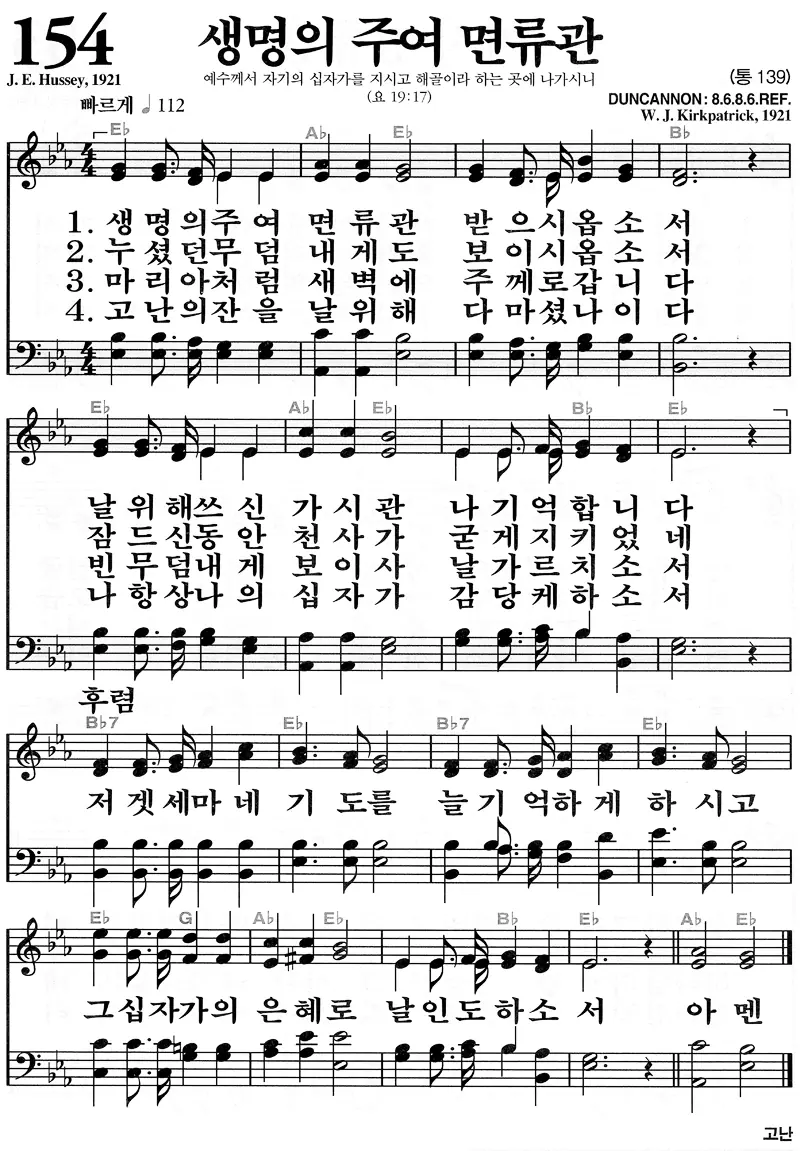 154
생명의 주여 면류관
J. E. Hussey, 1921
예수께서 자기의 십자가를 지시고 해골이라 하는 곳에 나가시니
(요 19:17)
(통 139)
빠르게 ♩ 112
DUNCANNON: 8.6.8.6.REF.
W. J. Kirkpatrick, 1921
E♭ A♭ E♭ B♭
4 4
1. 생명의주여 면류관 받으시옵소서
2. 누셨던무덤 내게도 보이시옵소서
3. 마리아처럼 새벽에 주께로갑니다
4. 고난의잔을 날위해 다마셨나이다
4 4
E♭ A♭ E♭ B♭ E♭
날위해쓰신 가시관 나기억합니다
잠드신동안 천사가 굳게지키었네
빈무덤내게 보이사 날가르치소서
나항상나의 십자가 감당케하소서
후렴
B♭7 E♭ B♭7 E♭
저겟세마네 기도를 늘기억하게 하시고
E♭ G A♭ E♭ B♭ E♭ A♭ E♭
그십자가의 은혜로 날인도하소서 아멘
고난